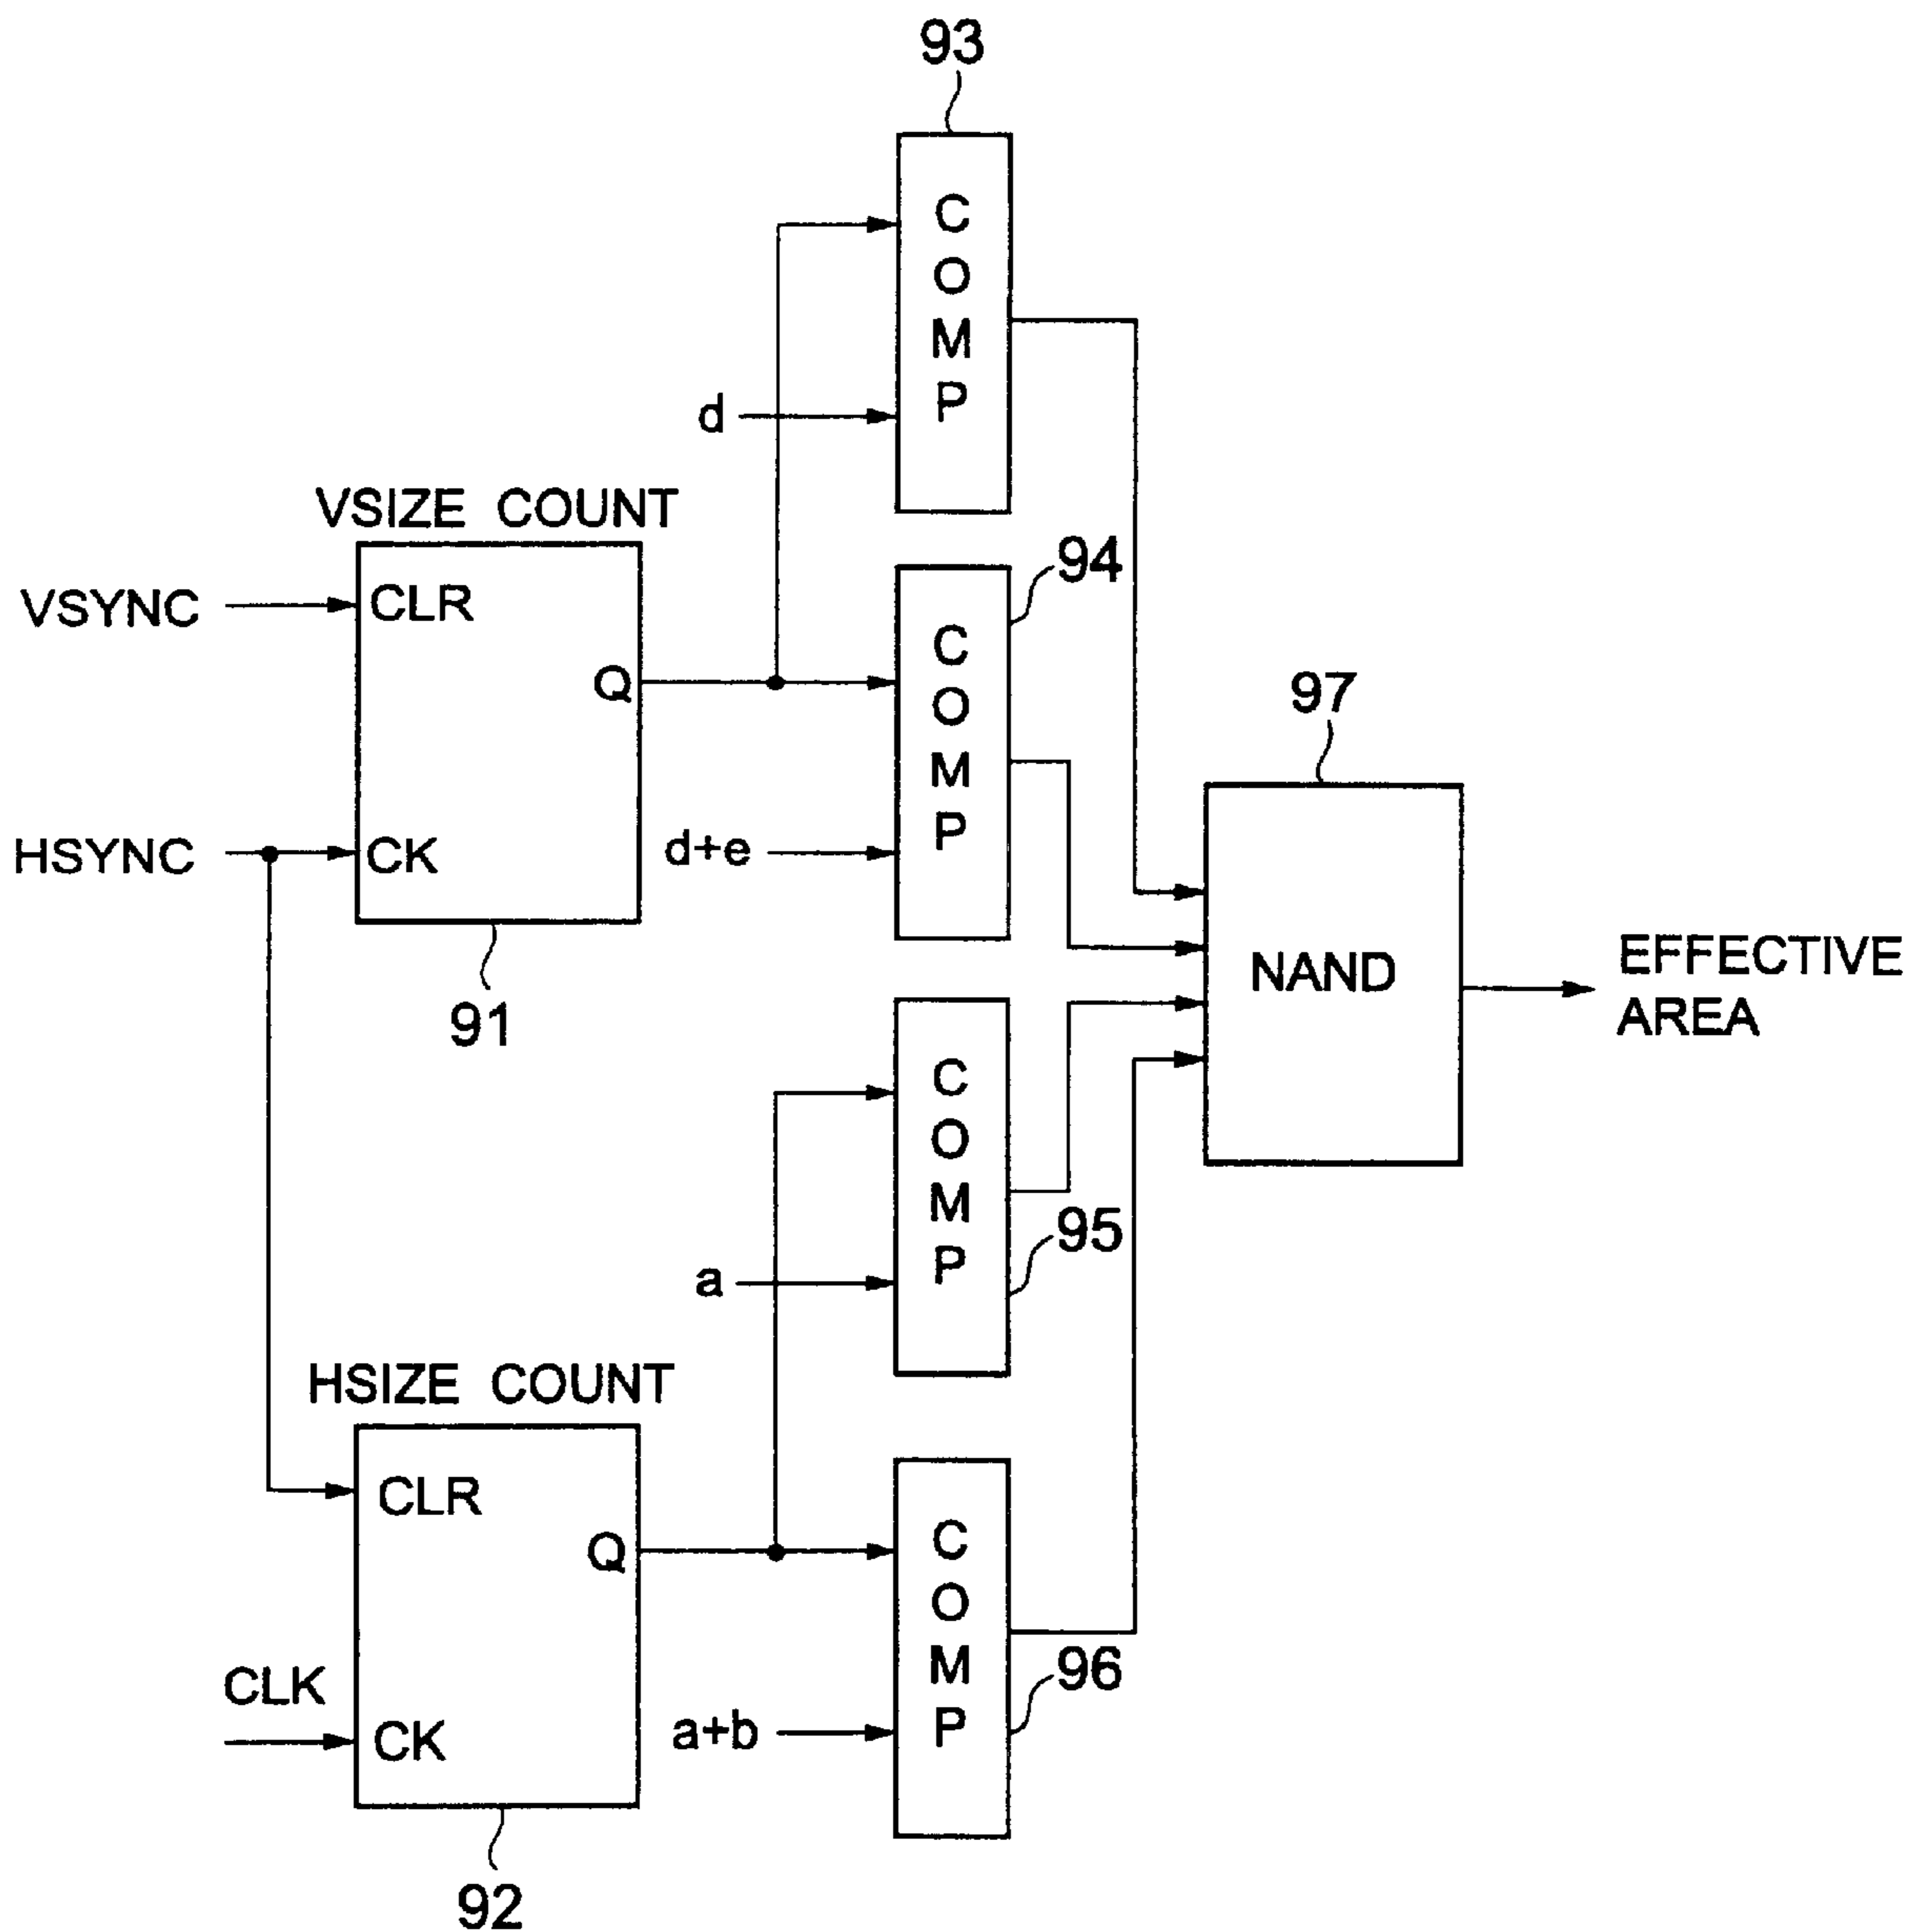 93
C
O
M
P
d
VSIZE COUNT
94
VSYNC
CLR
C
O
M
P
Q
97
HSYNC
CK
d+e
NAND
EFFECTIVE
AREA
91
C
O
M
P
95
a
HSIZE COUNT
CLR
Q
C
O
M
P
96
CLK
CK
a+b
92